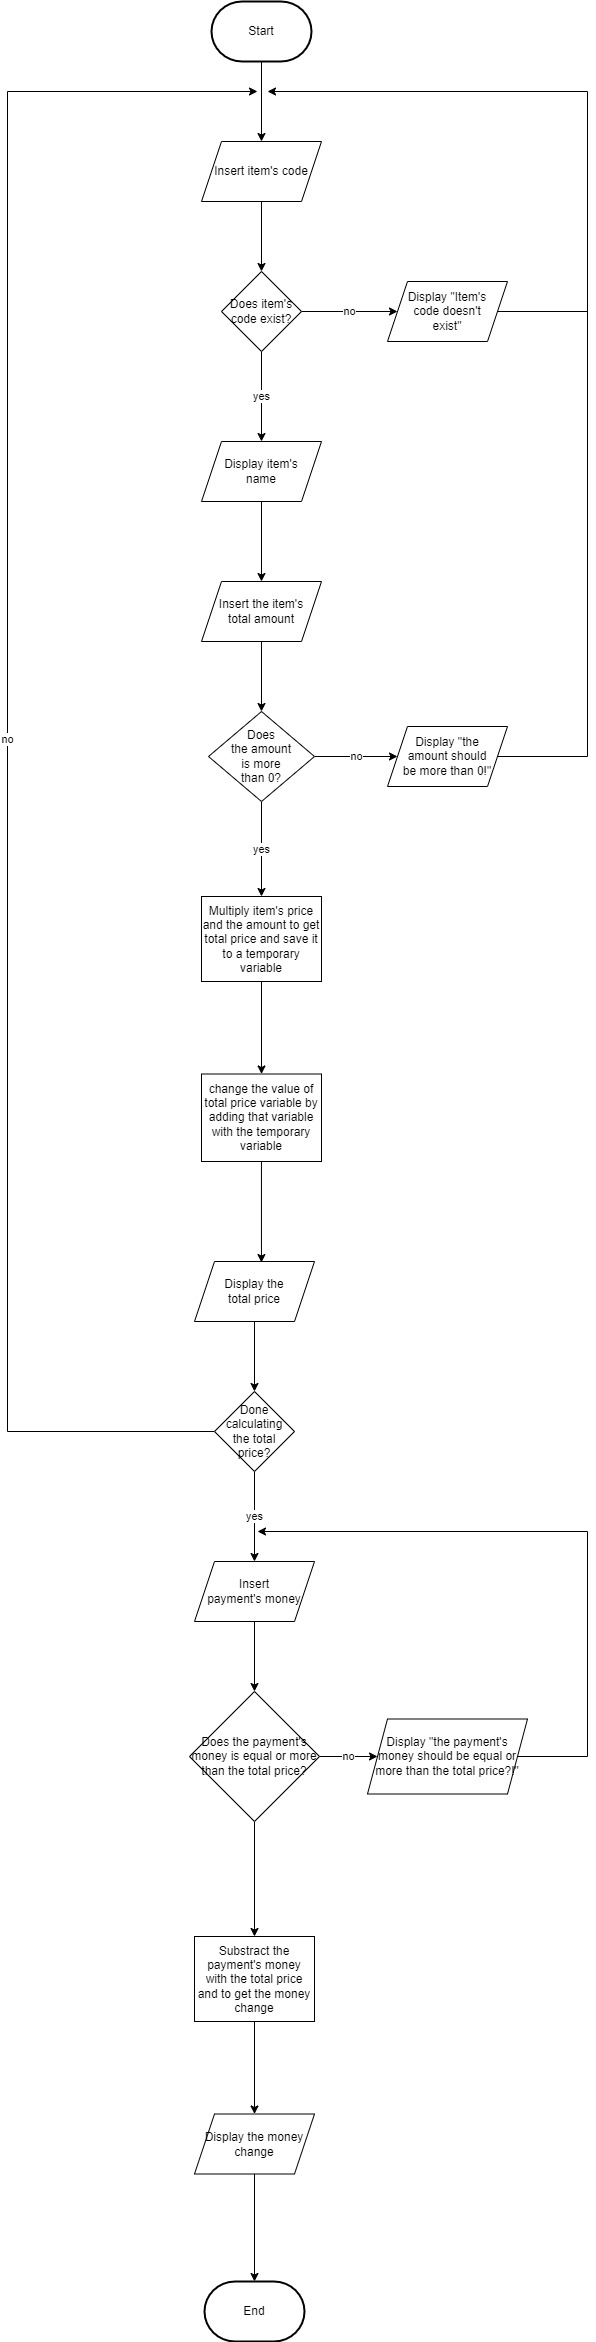 Start
Insert item's code
Does item's
code exist?
no
Display "Item's
code doesn't
exist"
yes
Display item's
name
Insert the item's
total amount
no
Does
the amount
is more
than 0?
no
Display "the
amount should
be more than 0!"
yes
Multiply item's price
and the amount to get
total price and save it
to a temporary
variable
change the value of
total price variable by
adding that variable
with the temporary
variable
Display the
total price
Done
calculating
the total
price?
yes
Insert
payment's money
Does the payment's
money is equal or more
than the total price?
no
Display "the payment's
money should be equal or
more than the total price?!"
Substract the
payment's money
with the total price
and to get the money
change
Display the money
change
End